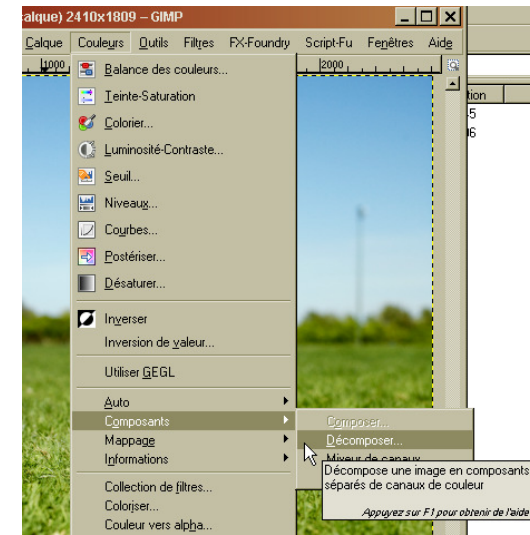 alque) 2410x1809 – GIMP
Calque Couleurs Outils Filtres FX-Foundry Script-Fu Fenêtres Aide
1000 2000
Balance des couleurs...
Teinte-Saturation
Colorier...
Luminosité-Contraste...
Seuil...
Niveaux...
Courbes...
Postériser...
Désaturer...
Inverser
Inversion de valeur...
Utiliser GEGL
Auto
Composants
Mappage
Informations
Collection de filtres...
Coloriser...
Couleur vers alpha...
Composer...
Décomposer...
Mixeur de canaux
Décompose une image en composants
séparés de canaux de couleur
Appuyez sur F1 pour obtenir de l'aide
tion